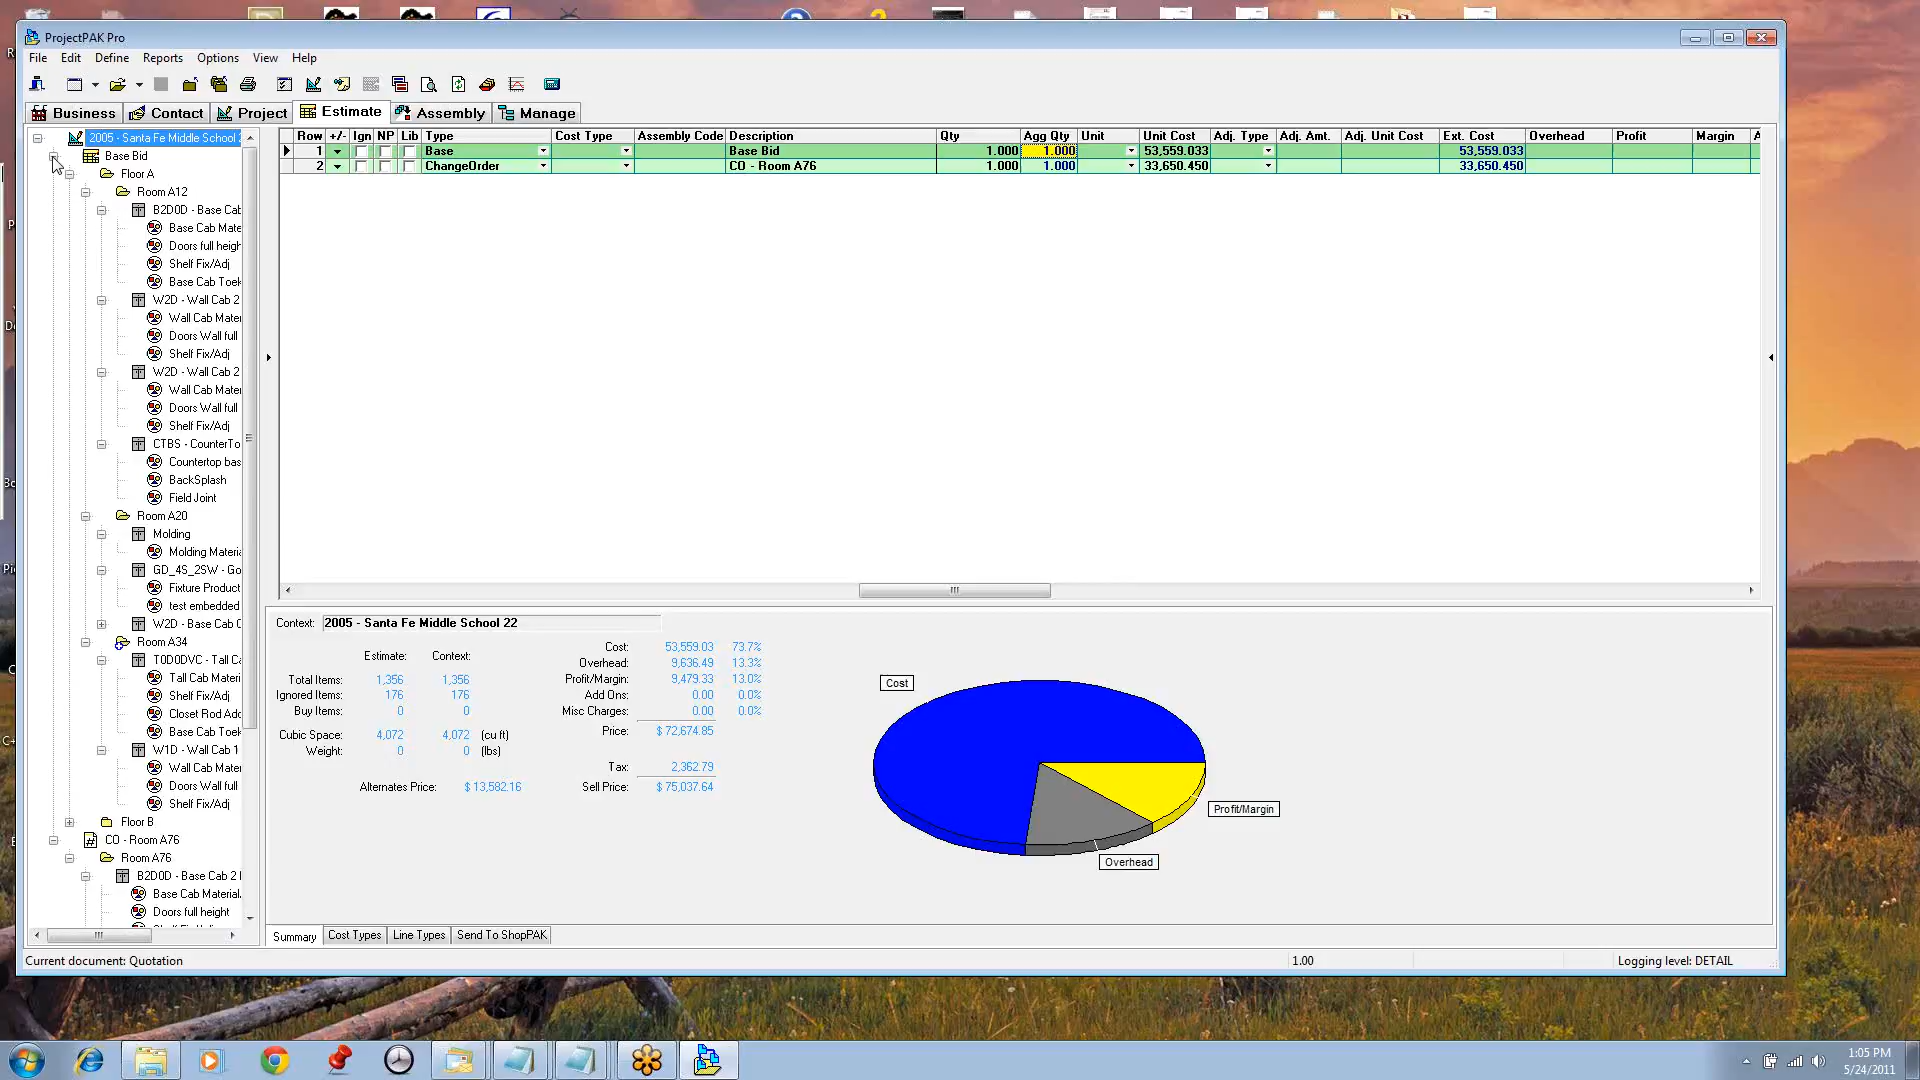 ProjectPAK Pro
File Edit Define Reports Options View Help
Business Contact Project Estimate Assembly Manage
Row +/- Ign NP Lib Type Cost Type Assembly Code Description Qty Agg Qty Unit Unit Cost Adj. Type Adj. Amt. Adj. Unit Cost Ext. Cost Overhead Profit Margin A
1 Base Base Bid 1.000 1.000 53,559.033 53,559.033
2 ChangeOrder CO - Room A76 1.000 1.000 33,650.450 33,650.450
2005 - Santa Fe Middle School 2
Base Bid
Floor A
Room A12
B2D0D - Base Cab
Base Cab Mate
Doors full heigh
Shelf Fix/Adj
Base Cab Toek
W2D - Wall Cab 2
Wall Cab Mate
Doors Wall full
Shelf Fix/Adj
W2D - Wall Cab 2
Wall Cab Mate
Doors Wall full
Shelf Fix/Adj
CTBS - CounterTo
Countertop bas
BackSplash
Field Joint
Room A20
Molding
Molding Materia
GD_4S_2SW - Go
Fixture Product
test embedded
W2D - Base Cab C
Room A34
T0D0DVC - Tall Ca
Tall Cab Materi
Shelf Fix/Adj
Closet Rod Add
Base Cab Toek
W1D - Wall Cab 1
Wall Cab Mate
Doors Wall full
Shelf Fix/Adj
Floor B
CO - Room A76
Room A76
B2D0D - Base Cab 2
Base Cab Material
Doors full height
Context: 2005 - Santa Fe Middle School 22
Estimate: Context:
Total Items: 1,356 1,356
Ignored Items: 176 176
Buy Items: 0 0
Cubic Space: 4,072 4,072 (cu ft)
Weight: 0 0 (lbs)
Alternates Price: $ 13,582.16
Cost: 53,559.03 73.7%
Overhead: 9,636.49 13.3%
Profit/Margin: 9,479.33 13.0%
Add Ons: 0.00 0.0%
Misc Charges: 0.00 0.0%
Price: $ 72,674.85
Tax: 2,362.79
Sell Price: $ 75,037.64
Cost
Profit/Margin
Overhead
Summary Cost Types Line Types Send To ShopPAK
Current document: Quotation 1.00 Logging level: DETAIL
1:05 PM
5/24/2011